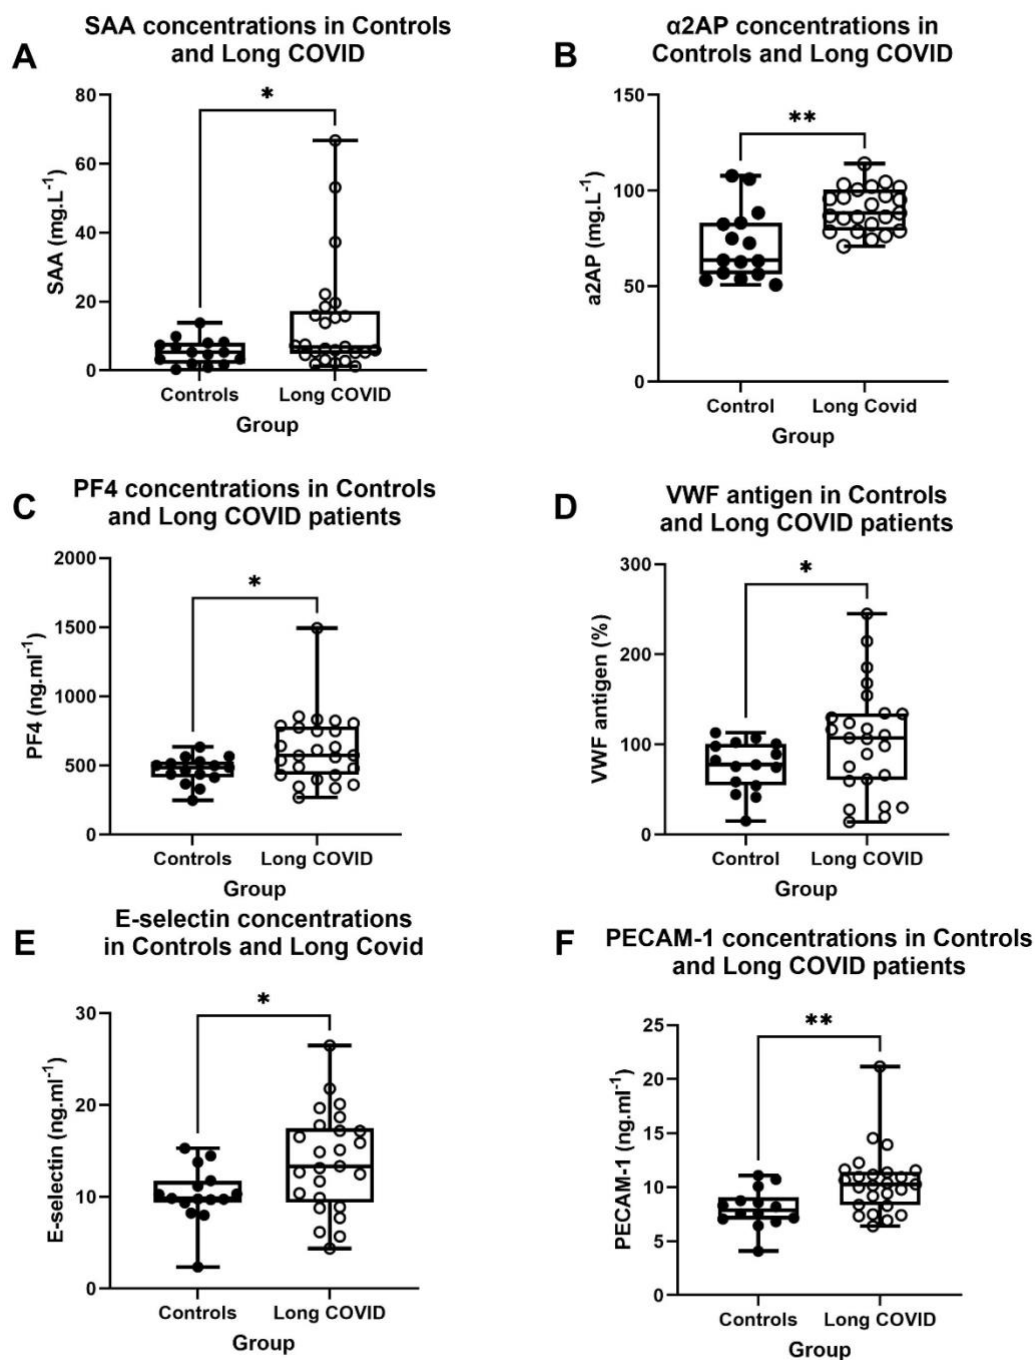 A
SAA concentrations in Controls
and Long COVID
SAA (mg.L⁻¹)
80
60
40
20
0
*
Controls
Long COVID
Group
B
α2AP concentrations in
Controls and Long COVID
a2AP (mg.L⁻¹)
150
100
50
0
**
Control
Long Covid
Group
C
PF4 concentrations in Controls
and Long COVID patients
PF4 (ng.ml⁻¹)
2000
1500
1000
500
0
*
Controls
Long COVID
Group
D
VWF antigen in Controls
and Long COVID patients
VWF antigen (%)
300
200
100
0
*
Control
Long COVID
Group
E
E-selectin concentrations
in Controls and Long Covid
E-selectin (ng.ml⁻¹)
30
20
10
0
*
Controls
Long COVID
Group
F
PECAM-1 concentrations in Controls
and Long COVID patients
PECAM-1 (ng.ml⁻¹)
25
20
15
10
5
0
**
Controls
Long COVID
Group